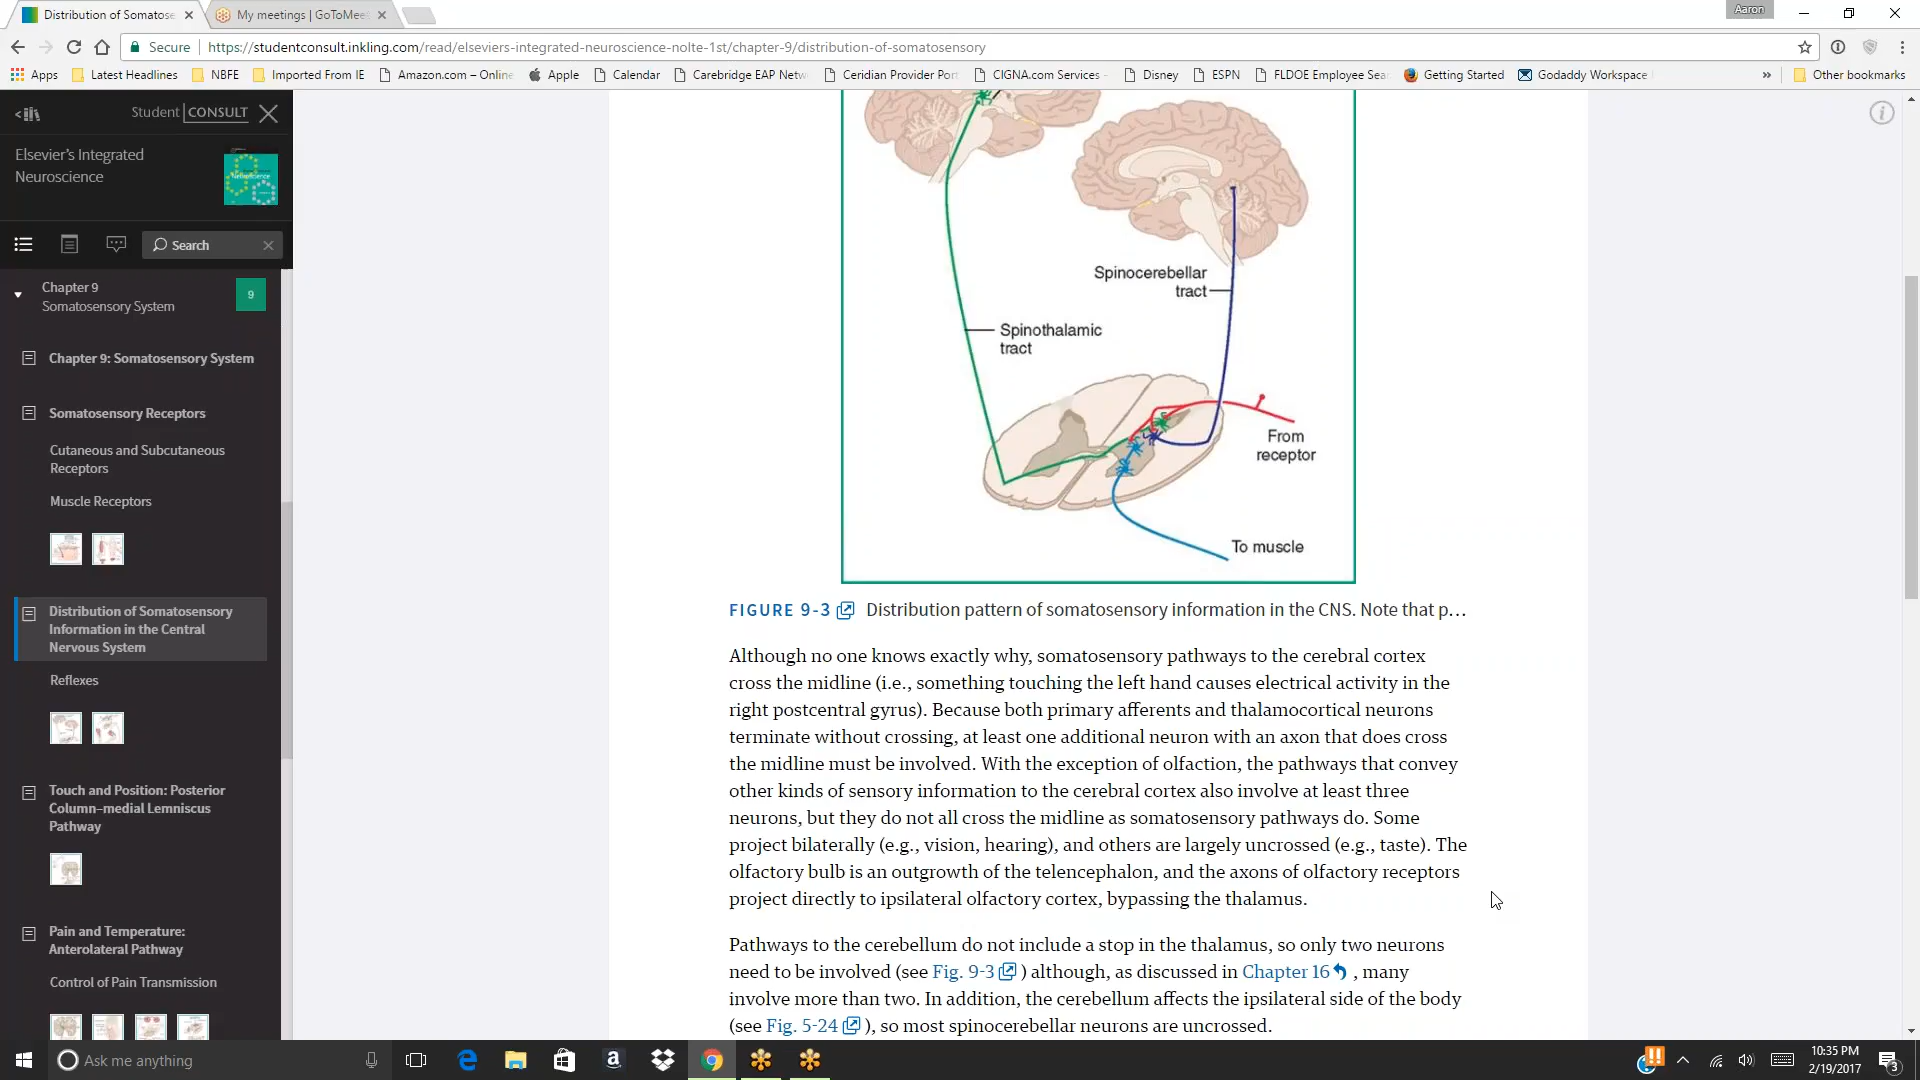 Distribution of Somatose
My meetings | GoToMee
Aaron
Secure
https://studentconsult.inkling.com/read/elseviers-integrated-neuroscience-nolte-1st/chapter-9/distribution-of-somatosensory
Apps
Latest Headlines
NBFE
Imported From IE
Amazon.com – Online
Apple
Calendar
Carebridge EAP Netw
Ceridian Provider Por
CIGNA.com Services -
Disney
ESPN
FLDOE Employee Sea
Getting Started
Godaddy Workspace
»
Other bookmarks
Student CONSULT
Elsevier's Integrated
Neuroscience
Neuroscience
Search
Chapter 9
Somatosensory System
9
Chapter 9: Somatosensory System
Somatosensory Receptors
Cutaneous and Subcutaneous
Receptors
Muscle Receptors
Distribution of Somatosensory
Information in the Central
Nervous System
Reflexes
Touch and Position: Posterior
Column–medial Lemniscus
Pathway
Pain and Temperature:
Anterolateral Pathway
Control of Pain Transmission
Spinocerebellar
tract
Spinothalamic
tract
From
receptor
To muscle
FIGURE 9-3 Distribution pattern of somatosensory information in the CNS. Note that p...
Although no one knows exactly why, somatosensory pathways to the cerebral cortex
cross the midline (i.e., something touching the left hand causes electrical activity in the
right postcentral gyrus). Because both primary afferents and thalamocortical neurons
terminate without crossing, at least one additional neuron with an axon that does cross
the midline must be involved. With the exception of olfaction, the pathways that convey
other kinds of sensory information to the cerebral cortex also involve at least three
neurons, but they do not all cross the midline as somatosensory pathways do. Some
project bilaterally (e.g., vision, hearing), and others are largely uncrossed (e.g., taste). The
olfactory bulb is an outgrowth of the telencephalon, and the axons of olfactory receptors
project directly to ipsilateral olfactory cortex, bypassing the thalamus.
Pathways to the cerebellum do not include a stop in the thalamus, so only two neurons
need to be involved (see Fig. 9-3 ) although, as discussed in Chapter 16 , many
involve more than two. In addition, the cerebellum affects the ipsilateral side of the body
(see Fig. 5-24 ), so most spinocerebellar neurons are uncrossed.
Ask me anything
10:35 PM
2/19/2017
3